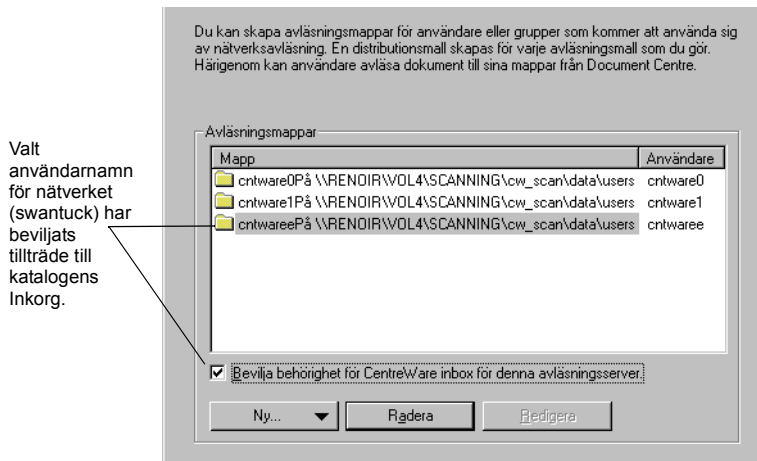 Du kan skapa avläsningsmappar för användare eller grupper som kommer att använda sig
av nätverksavläsning. En distributionsmall skapas för varje avläsningsmall som du gör.
Härigenom kan användare avläsa dokument till sina mappar från Document Centre.
Valt
användarnamn
för nätverket
(swantuck) har
beviljats
tillträde till
katalogens
Inkorg.
Avläsningsmappar
Mapp Användare
cntware0På \\RENOIR\VOL4\SCANNING\cw_scan\data\users cntware0
cntware1På \\RENOIR\VOL4\SCANNING\cw_scan\data\users cntware1
cntwareePå \\RENOIR\VOL4\SCANNING\cw_scan\data\users cntwaree
Bevilja behörighet för CentreWare inbox för denna avläsningsserver.
Ny... Radera Redigera